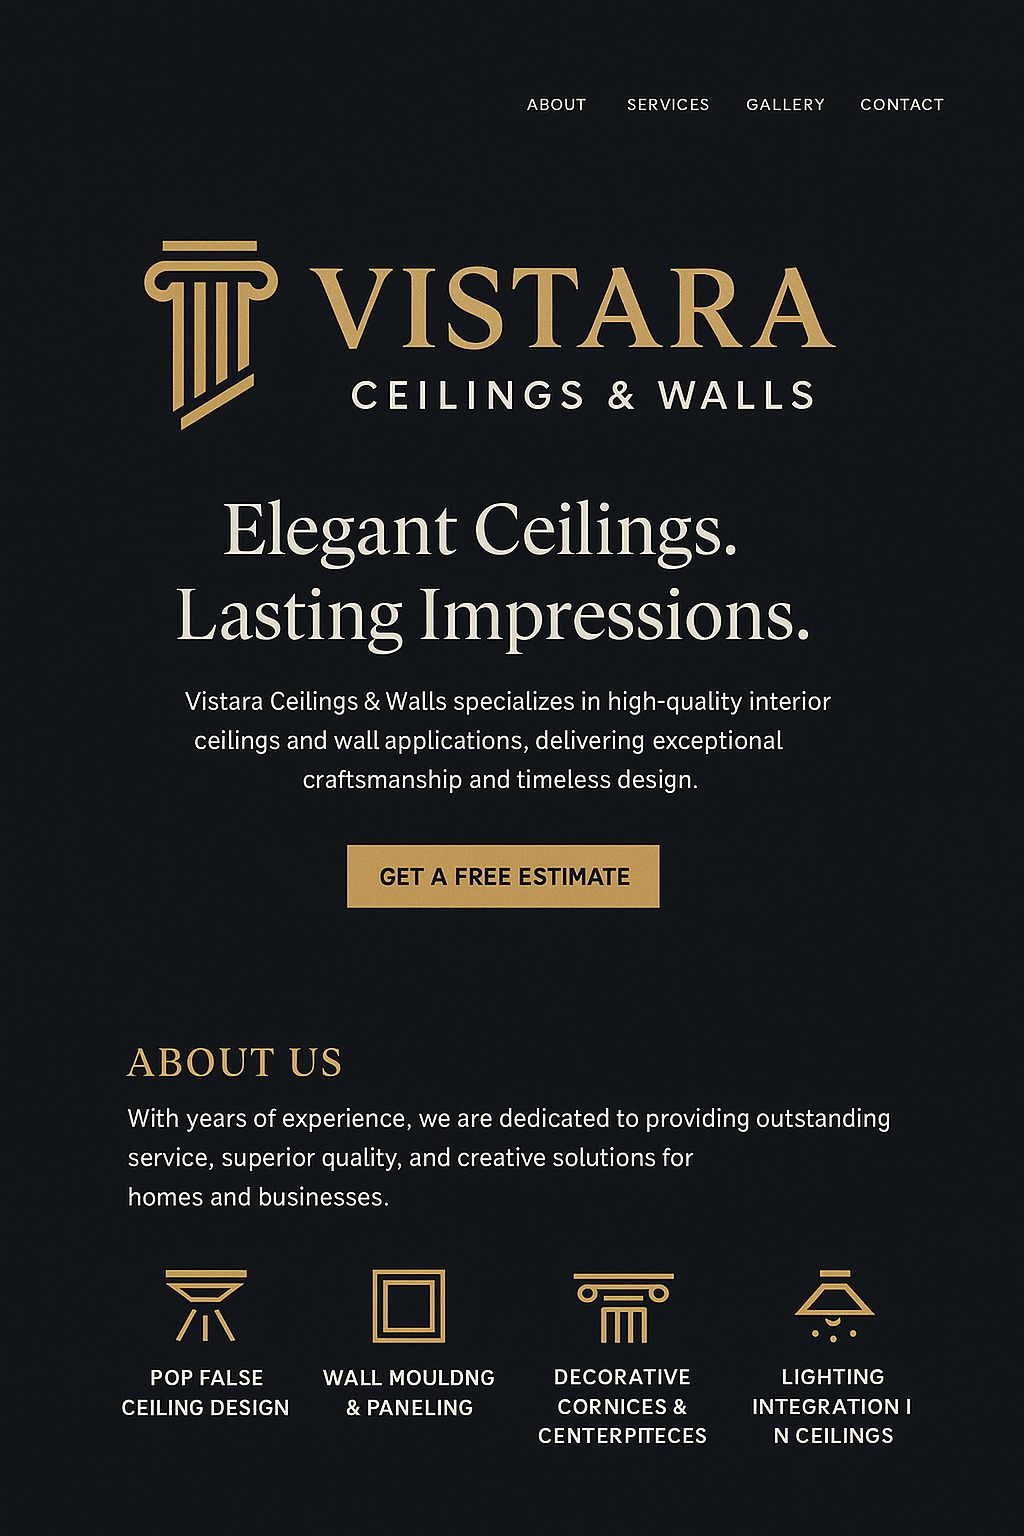 ABOUT SERVICES GALLERY CONTACT
VISTARA
CEILINGS & WALLS
Elegant Ceilings.
Lasting Impressions.
Vistara Ceilings & Walls specializes in high-quality interior
ceilings and wall applications, delivering exceptional
craftsmanship and timeless design.
GET A FREE ESTIMATE
ABOUT US
With years of experience, we are dedicated to providing outstanding
service, superior quality, and creative solutions for
homes and businesses.
POP FALSE
CEILING DESIGN
WALL MOULDNG
& PANELING
DECORATIVE
CORNICES &
CENTERPITECES
LIGHTING
INTEGRATION I
N CEILINGS